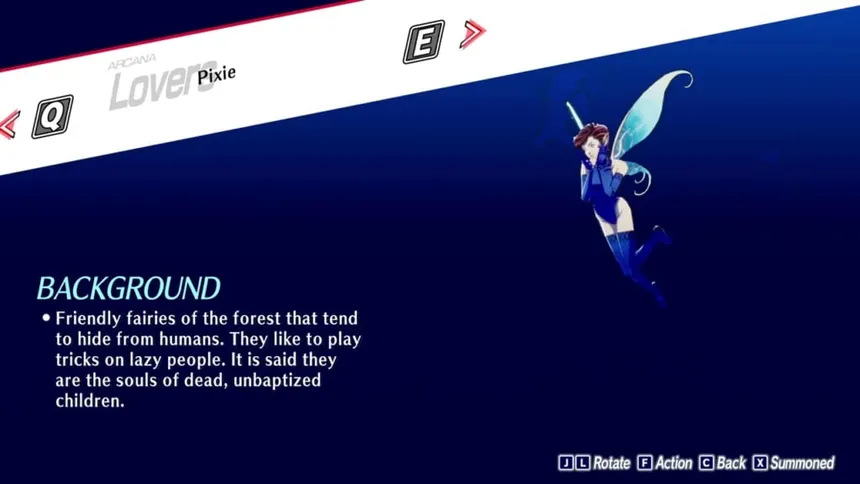 E
ARCANA
Lovers Pixie
Q
BACKGROUND
• Friendly fairies of the forest that tend
to hide from humans. They like to play
tricks on lazy people. It is said they
are the souls of dead, unbaptized
children.
J L Rotate F Action C Back X Summoned